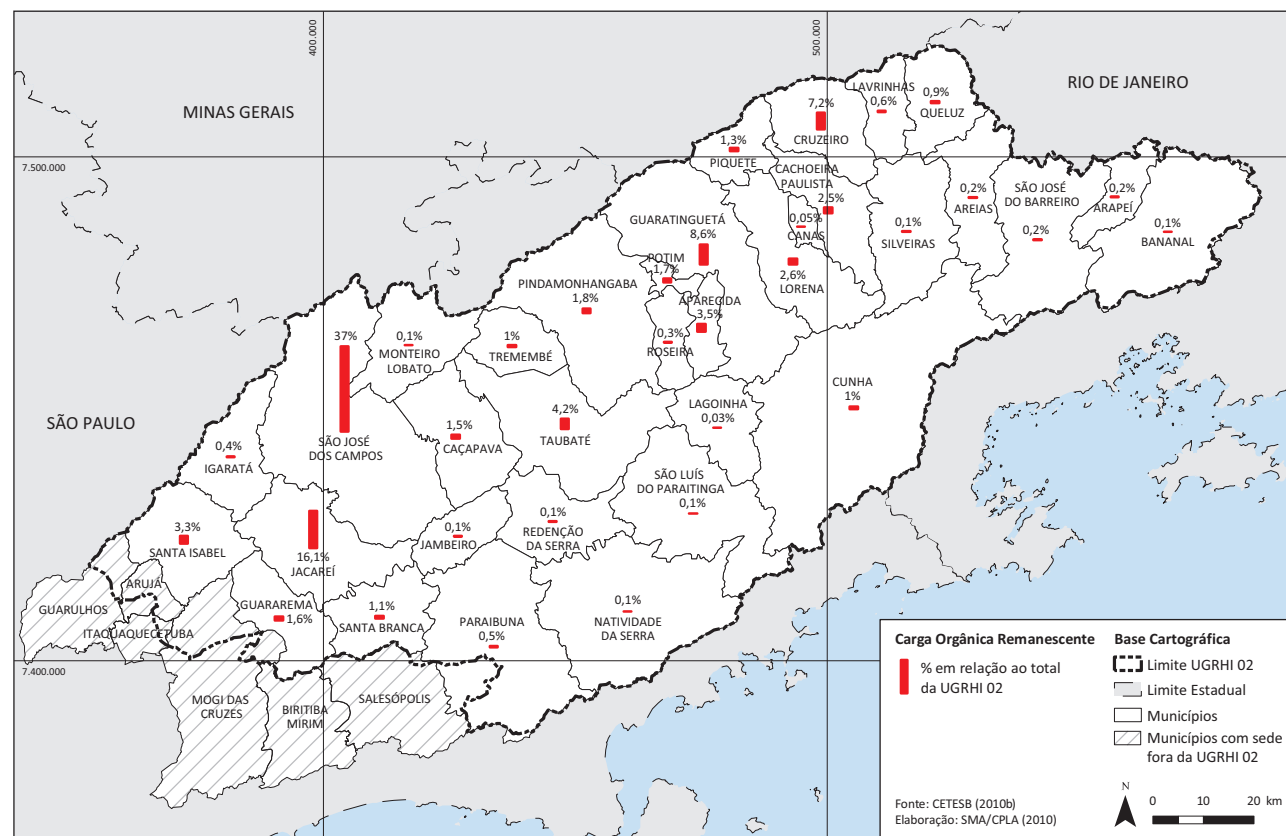 400.000
500.000
MINAS GERAIS
RIO DE JANEIRO
SÃO PAULO
7.500.000
7.400.000
LAVRINHAS
0,6%
0,9%
QUELUZ
7,2%
CRUZEIRO
1,3%
PIQUETE
CACHOEIRA
PAULISTA
2,5%
0,05%
CANAS
0,1%
SILVEIRAS
0,2%
AREIAS
SÃO JOSÉ
DO BARREIRO
0,2%
0,2%
ARAPEÍ
0,1%
BANANAL
GUARATINGUETÁ
8,6%
POTIM
1,7%
2,6%
LORENA
PINDAMONHANGABA
1,8%
APARECIDA
3,5%
0,3%
ROSEIRA
37%
SÃO JOSÉ
DOS CAMPOS
0,1%
MONTEIRO
LOBATO
1%
TREMEMBÉ
CUNHA
1%
LAGOINHA
0,03%
4,2%
TAUBATÉ
1,5%
CAÇAPAVA
0,4%
IGARATÁ
SÃO LUÍS
DO PARAITINGA
0,1%
3,3%
SANTA ISABEL
16,1%
JACAREÍ
0,1%
JAMBEIRO
0,1%
REDENÇÃO
DA SERRA
GUARULHOS
ARUJÁ
ITAQUAQUECETUBA
GUARAREMA
1,6%
1,1%
SANTA BRANCA
PARAIBUNA
0,5%
0,1%
NATIVIDADE
DA SERRA
MOGI DAS
CRUZES
BIRITIBA
MIRIM
SALESÓPOLIS
Carga Orgânica Remanescente
% em relação ao total
da UGRHI 02
Base Cartográfica
Limite UGRHI 02
Limite Estadual
Municípios
Municípios com sede
fora da UGRHI 02
Fonte: CETESB (2010b)
Elaboração: SMA/CPLA (2010)
N
0 10 20 km